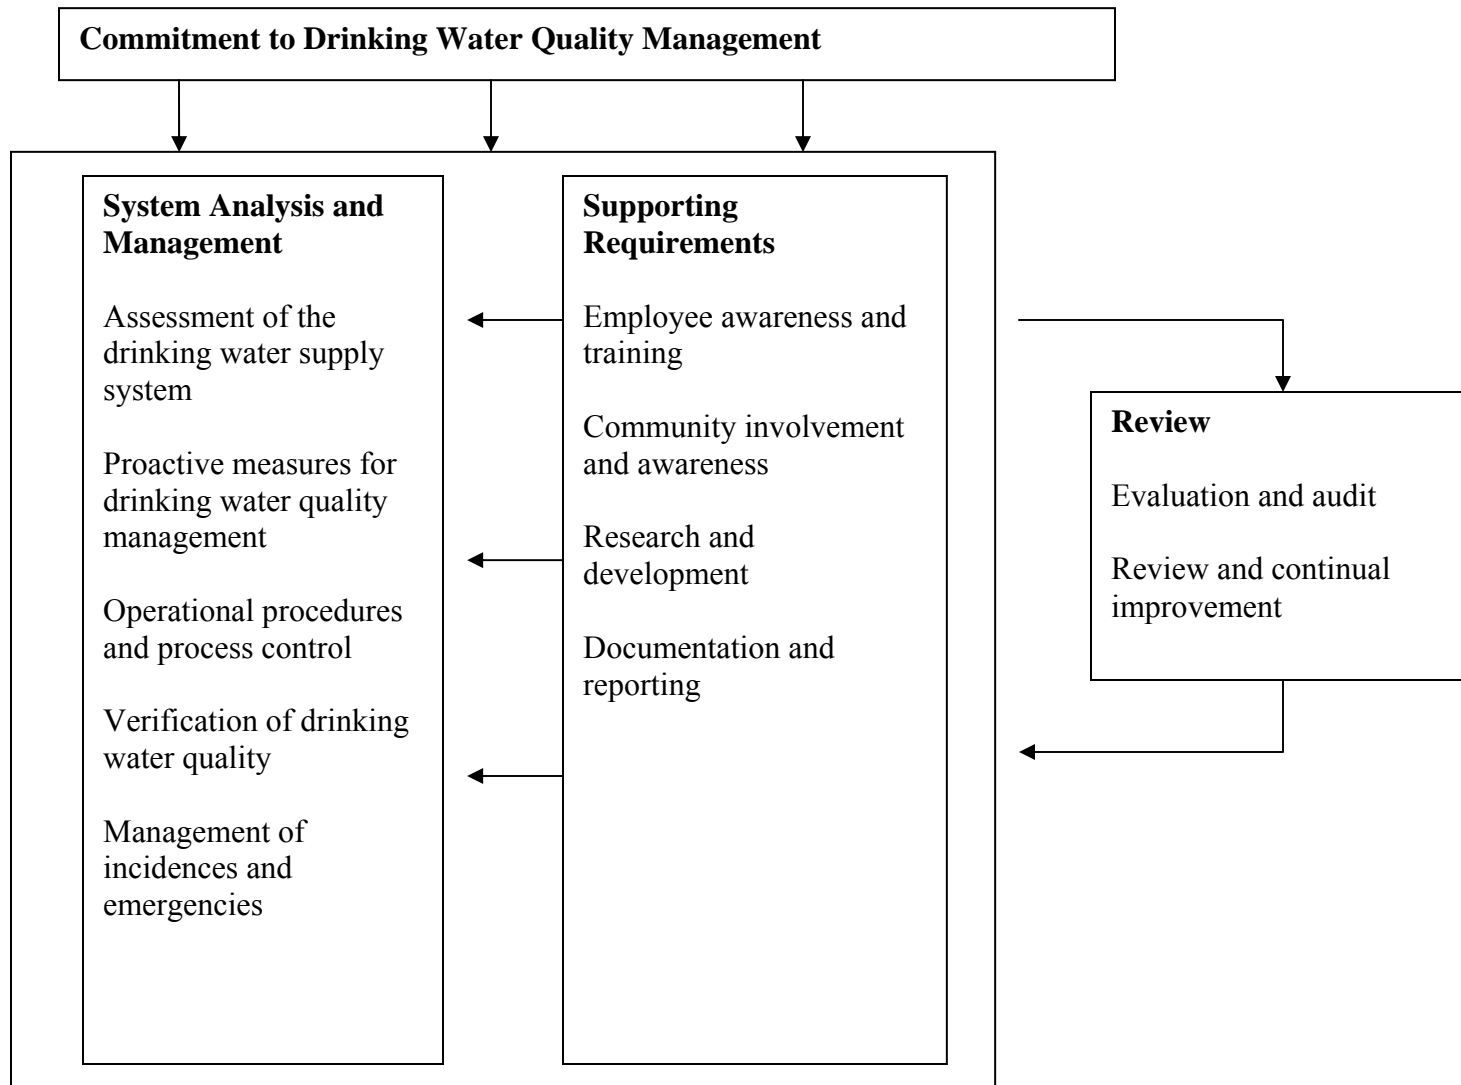 Commitment to Drinking Water Quality Management
System Analysis and
Management
Assessment of the
drinking water supply
system
Proactive measures for
drinking water quality
management
Operational procedures
and process control
Verification of drinking
water quality
Management of
incidences and
emergencies
Supporting
Requirements
Employee awareness and
training
Community involvement
and awareness
Research and
development
Documentation and
reporting
Review
Evaluation and audit
Review and continual
improvement